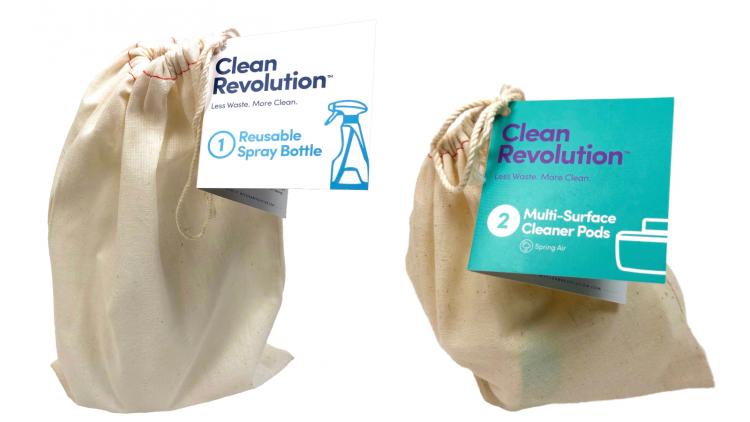 Clean
Revolution™
Less Waste. More Clean.
1
Reusable
Spray Bottle
Clean
Revolution™
Less Waste. More Clean.
2
Multi-Surface
Cleaner Pods
Spring Air